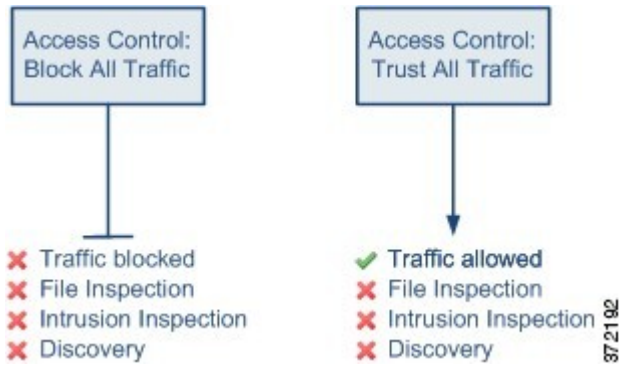 Access Control:
Block All Traffic
Traffic blocked
File Inspection
Intrusion Inspection
Discovery
Access Control:
Trust All Traffic
Traffic allowed
File Inspection
Intrusion Inspection
Discovery
372192